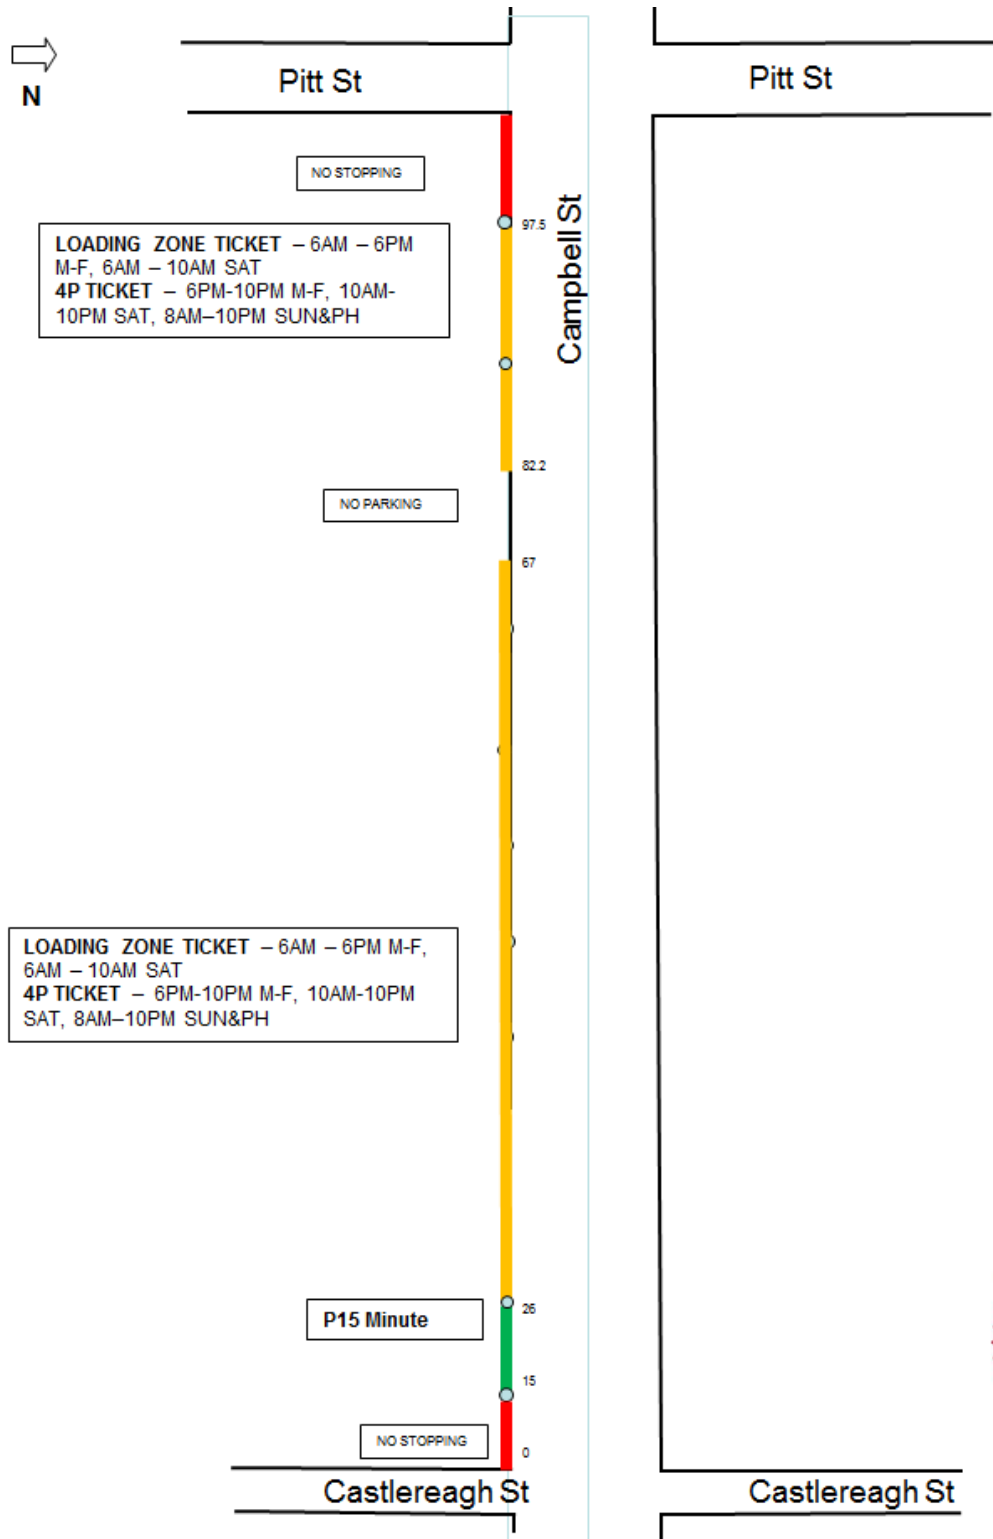 N
Pitt St
Pitt St
NO STOPPING
97.5
Campbell St
LOADING ZONE TICKET – 6AM – 6PM
M-F, 6AM – 10AM SAT
4P TICKET – 6PM-10PM M-F, 10AM-
10PM SAT, 8AM–10PM SUN&PH
82.2
NO PARKING
67
LOADING ZONE TICKET – 6AM – 6PM M-F,
6AM – 10AM SAT
4P TICKET – 6PM-10PM M-F, 10AM-10PM
SAT, 8AM–10PM SUN&PH
26
P15 Minute
15
NO STOPPING
0
Castlereagh St
Castlereagh St